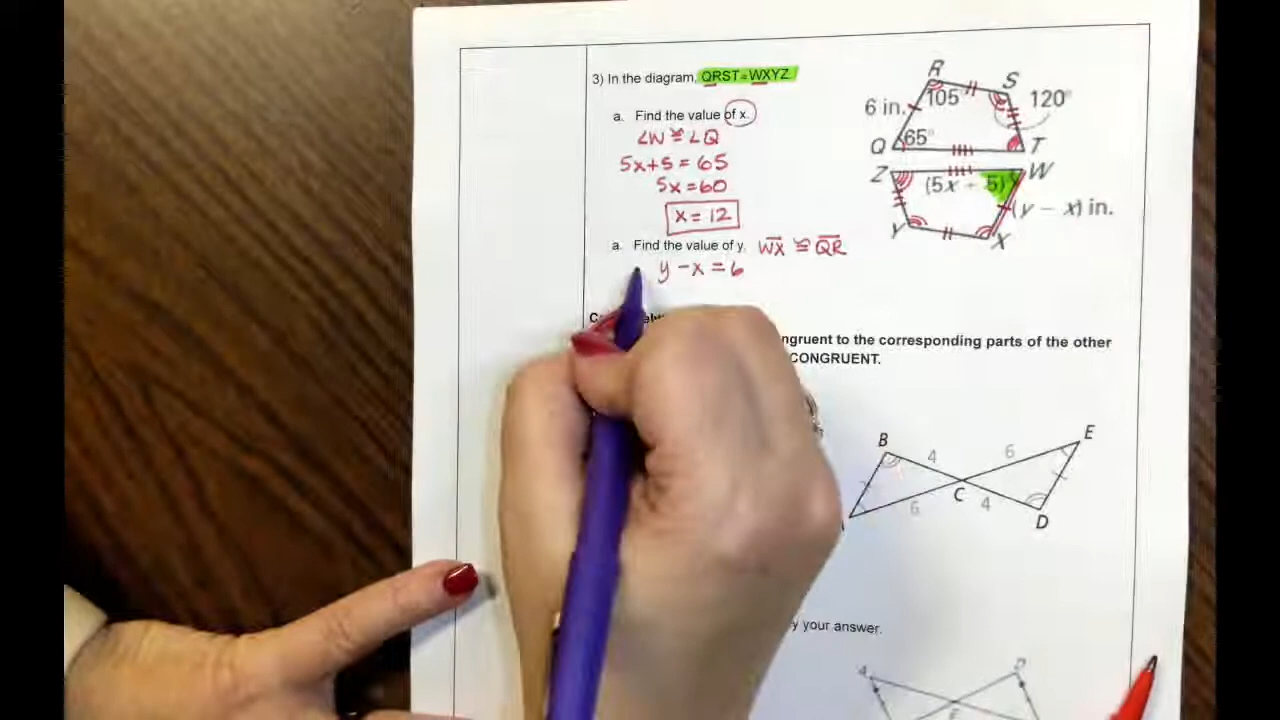 3) In the diagram, QRST ≅ WXYZ
a. Find the value of x.
∠W ≅ ∠Q
5x+5 = 65
5x = 60
x = 12
a. Find the value of y. WX ≅ QR
y - x = 6
R
S
6 in.
105°
120°
Q
65°
T
Z
(5x + 5)
W
(y - x) in.
Y
X
ngruent to the corresponding parts of the other
CONGRUENT.
B
4
6
E
C
6
4
D
y your answer.
A